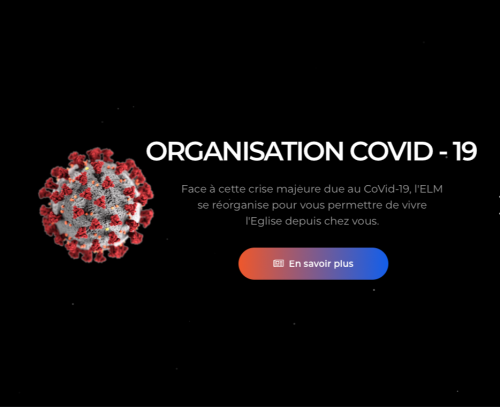 ORGANISATION COVID - 19
Face à cette crise majeure due au CoVid-19, l'ELM
se réorganise pour vous permettre de vivre
l'Eglise depuis chez vous.
En savoir plus